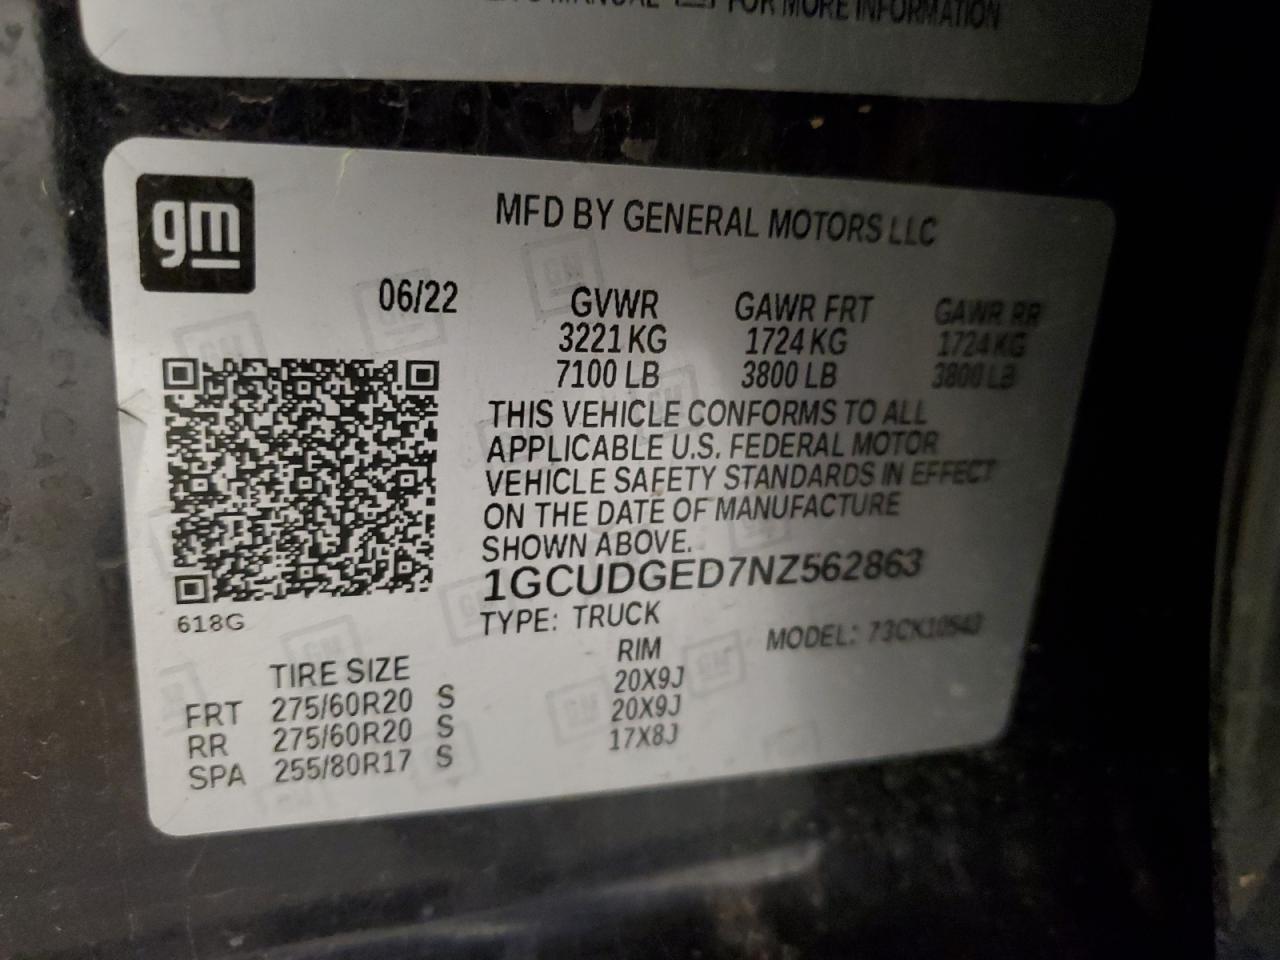 MANUAL FOR MORE INFORMATION
gm
MFD BY GENERAL MOTORS LLC
06/22
GVWR GAWR FRT GAWR RR
3221 KG 1724 KG 1724 KG
7100 LB 3800 LB 3800 LB
THIS VEHICLE CONFORMS TO ALL
APPLICABLE U.S. FEDERAL MOTOR
VEHICLE SAFETY STANDARDS IN EFFECT
ON THE DATE OF MANUFACTURE
SHOWN ABOVE.
1GCUDGED7NZ562863
618G
TYPE: TRUCK
MODEL: 73CK10543
TIRE SIZE RIM
FRT 275/60R20 S 20X9J
RR 275/60R20 S 20X9J
SPA 255/80R17 S 17X8J